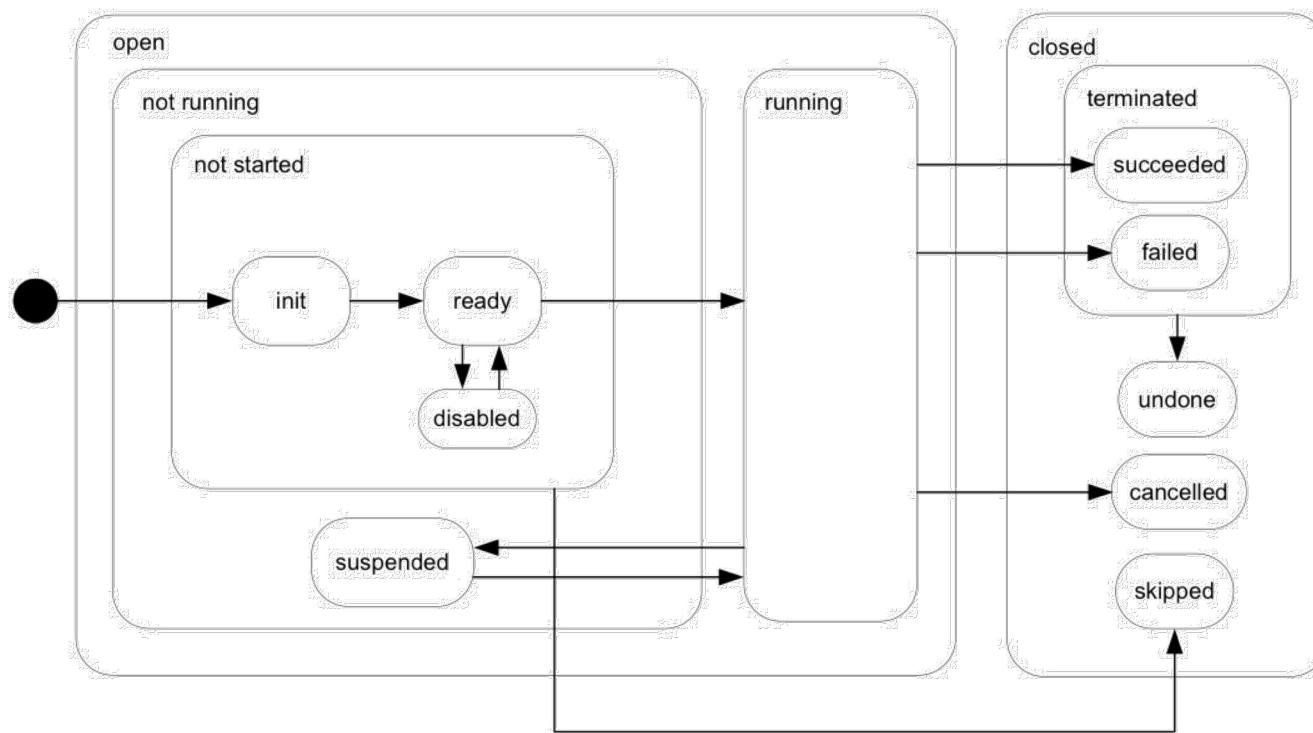 open
not running
not started
init
ready
disabled
suspended
running
closed
terminated
succeeded
failed
undone
cancelled
skipped